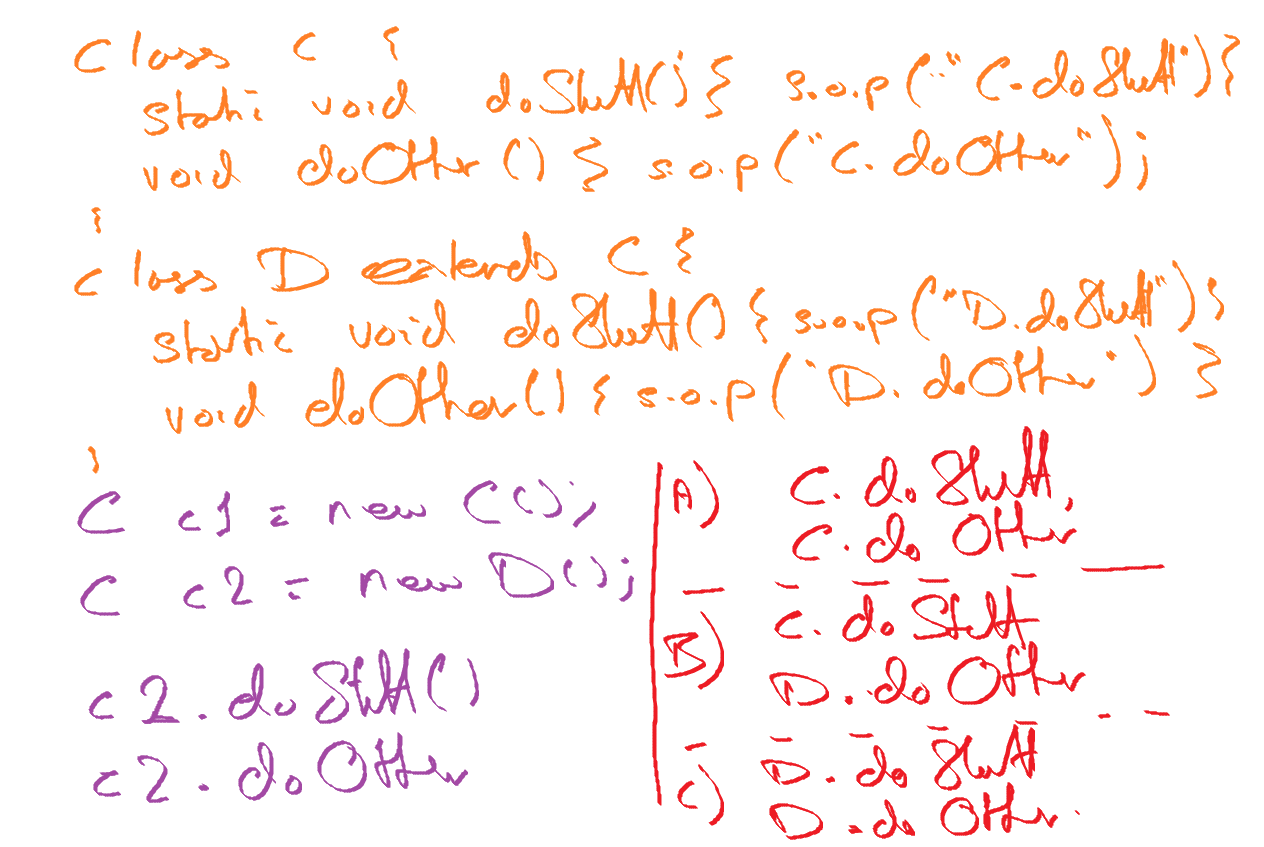 Class C {
static void doStuff(){ s.o.p("C.doStuff")}
void doOther () { s.o.p("C.doOther");
}
class D extends C {
static void doStuff() { s.o.p("D.doStuff")}
void doOther() { s.o.p("D.doOther") }
}
C c1 = new C();
C c2 = new D();
c2.doStuff()
c2.doOther
A) C.doStuff,
C.doOther
B) C.doStuff
D.doOther
C) D.doStuff
D.doOther.